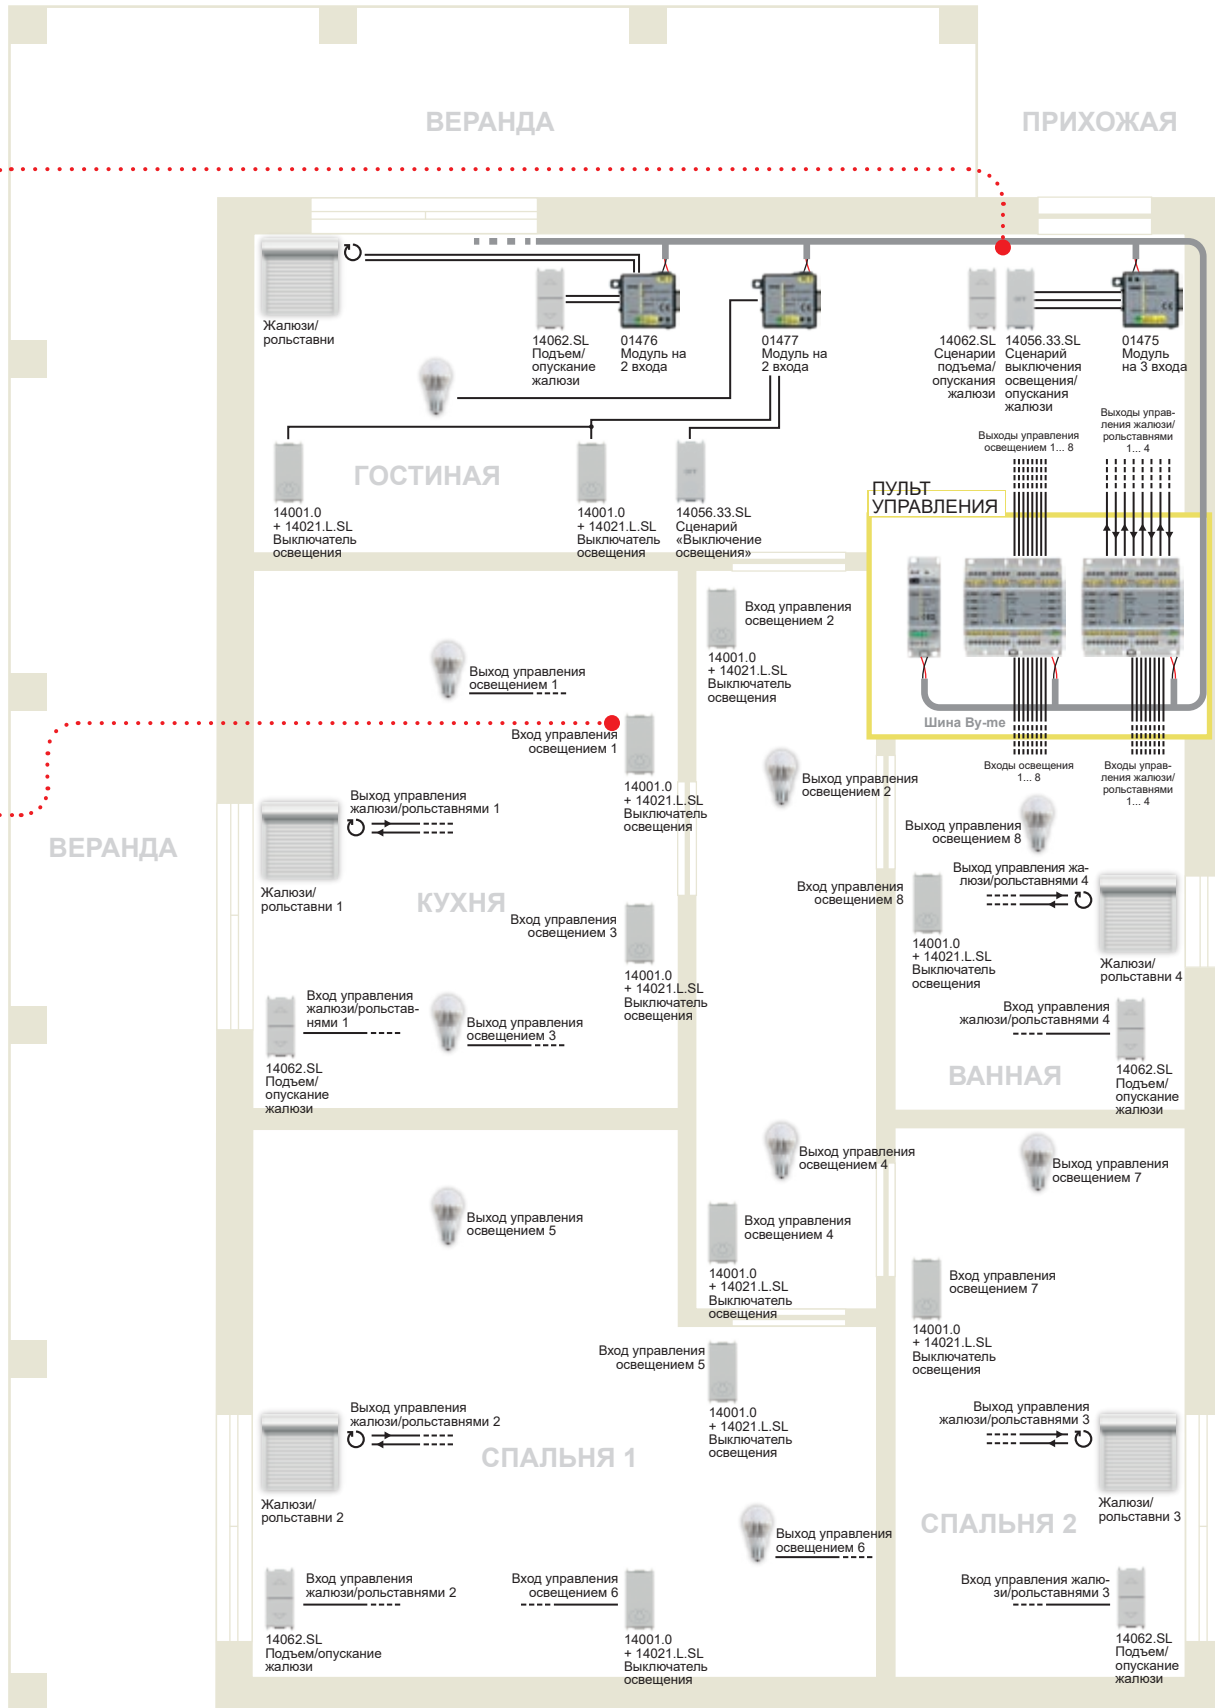 ВЕРАНДА
ПРИХОЖАЯ
Жалюзи/
рольставни
14062.SL
Подъем/
опускание
жалюзи
01476
Модуль на
2 входа
01477
Модуль на
2 входа
14062.SL
Сценарии
подъема/
опускания
жалюзи
14056.33.SL
Сценарий
выключения
освещения/
опускания
жалюзи
01475
Модуль
на 3 входа
Выходы управления
освещением 1... 8
Выходы управ-
ления жалюзи/
рольставнями
1... 4
ГОСТИНАЯ
14001.0
+ 14021.L.SL
Выключатель
освещения
14001.0
+ 14021.L.SL
Выключатель
освещения
14056.33.SL
Сценарий
«Выключение
освещения»
ПУЛЬТ
УПРАВЛЕНИЯ
Шина By-me
Входы освещения
1... 8
Входы управ-
ления жалюзи/
рольставнями
1... 4
Вход управления
освещением 2
14001.0
+ 14021.L.SL
Выключатель
освещения
Выход управления
освещением 1
Вход управления
освещением 1
14001.0
+ 14021.L.SL
Выключатель
освещения
Выход управления
освещением 2
Выход управления
жалюзи/рольставнями 1
Жалюзи/
рольставни 1
ВЕРАНДА
КУХНЯ
Выход управления
освещением 8
Вход управления
освещением 8
14001.0
+ 14021.L.SL
Выключатель
освещения
Выход управления жа-
люзи/рольставнями 4
Жалюзи/
рольставни 4
Вход управления
освещением 3
14001.0
+ 14021.L.SL
Выключатель
освещения
Вход управления
жалюзи/рольстав-
нями 1
14062.SL
Подъем/
опускание
жалюзи
Выход управления
освещением 3
Вход управления
жалюзи/рольставнями 4
ВАННАЯ
14062.SL
Подъем/
опускание
жалюзи
Выход управления
освещением 4
Выход управления
освещением 7
Выход управления
освещением 5
Вход управления
освещением 4
14001.0
+ 14021.L.SL
Выключатель
освещения
Вход управления
освещением 7
14001.0
+ 14021.L.SL
Выключатель
освещения
Вход управления
освещением 5
14001.0
+ 14021.L.SL
Выключатель
освещения
Выход управления
жалюзи/рольставнями 2
Жалюзи/
рольставни 2
СПАЛЬНЯ 1
Выход управления
жалюзи/рольставнями 3
Жалюзи/
рольставни 3
СПАЛЬНЯ 2
Выход управления
освещением 6
Вход управления
жалюзи/рольставнями 2
14062.SL
Подъем/опускание
жалюзи
Вход управления
освещением 6
14001.0
+ 14021.L.SL
Выключатель
освещения
Вход управления жалю-
зи/рольставнями 3
14062.SL
Подъем/
опускание
жалюзи